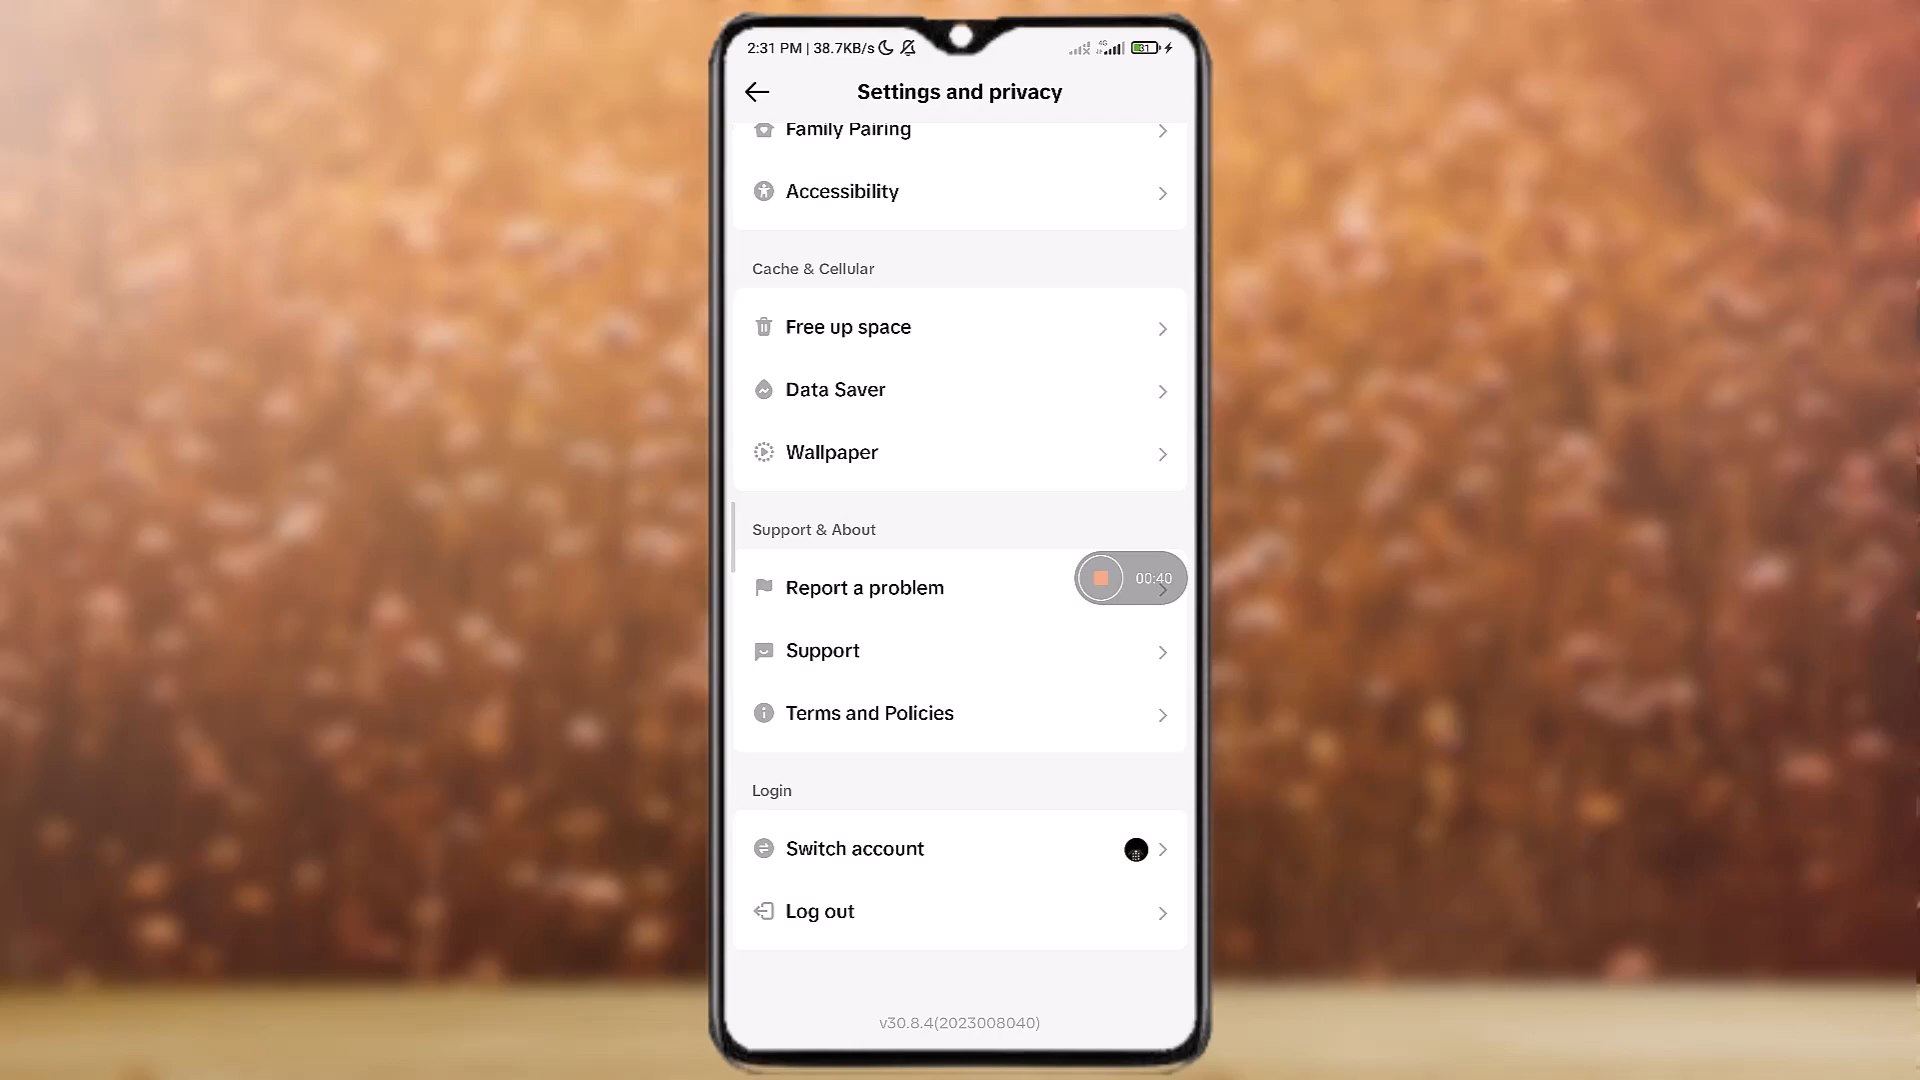 2:31 PM | 38.7KB/s
4G
31
Settings and privacy
Family Pairing
Accessibility
Cache & Cellular
Free up space
Data Saver
Wallpaper
Support & About
Report a problem
00:40
Support
Terms and Policies
Login
Switch account
Log out
v30.8.4(2023008040)